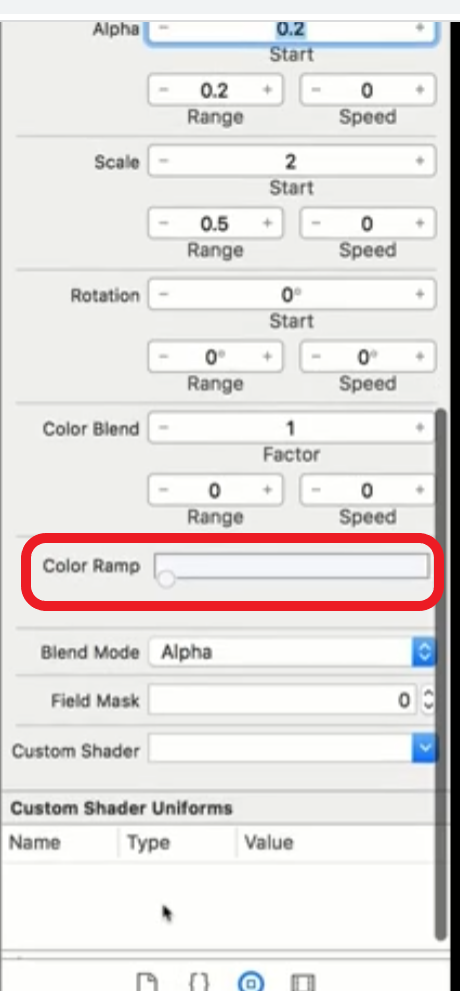 Alpha - 0.2 +
Start
- 0.2 + - 0 +
Range Speed
Scale - 2 +
Start
- 0.5 + - 0 +
Range Speed
Rotation - 0° +
Start
- 0° + - 0° +
Range Speed
Color Blend - 1 +
Factor
- 0 + - 0 +
Range Speed
Color Ramp
Blend Mode Alpha
Field Mask 0
Custom Shader
Custom Shader Uniforms
Name Type Value
{}